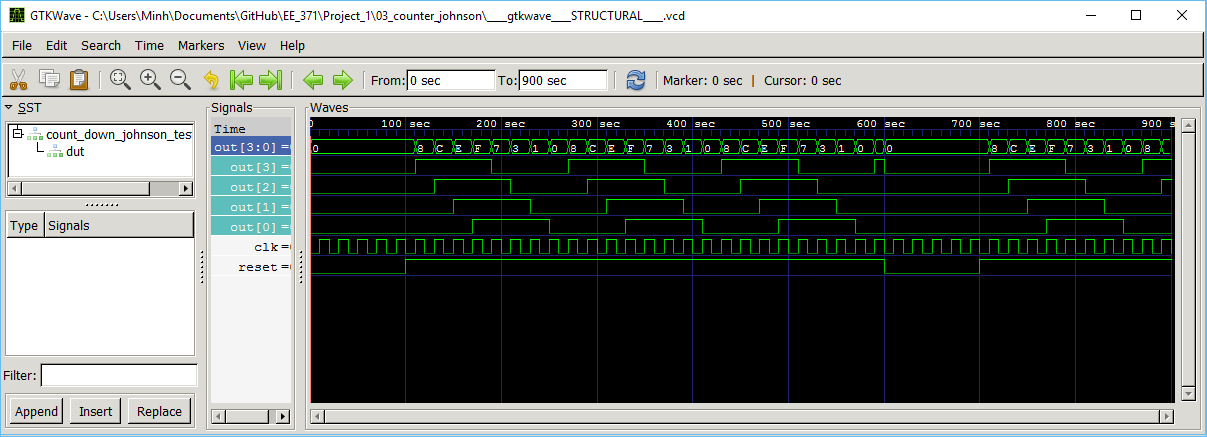 GTKWave - C:\Users\Minh\Documents\GitHub\EE_371\Project_1\03_counter_johnson\___gtkwave___STRUCTURAL___.vcd
File Edit Search Time Markers View Help
From: 0 sec To: 900 sec Marker: 0 sec | Cursor: 0 sec
SST
count_down_johnson_tes
dut
Type Signals
Filter:
Append Insert Replace
Signals
Time
out[3:0] =
out[3] =
out[2] =
out[1] =
out[0] =
clk =
reset =
Waves
0 100 sec 200 sec 300 sec 400 sec 500 sec 600 sec 700 sec 800 sec 900 s
0 8 C E F 7 3 1 0 8 C E F 7 3 1 0 8 C E F 7 3 1 0 0 8 C E F 7 3 1 0 8